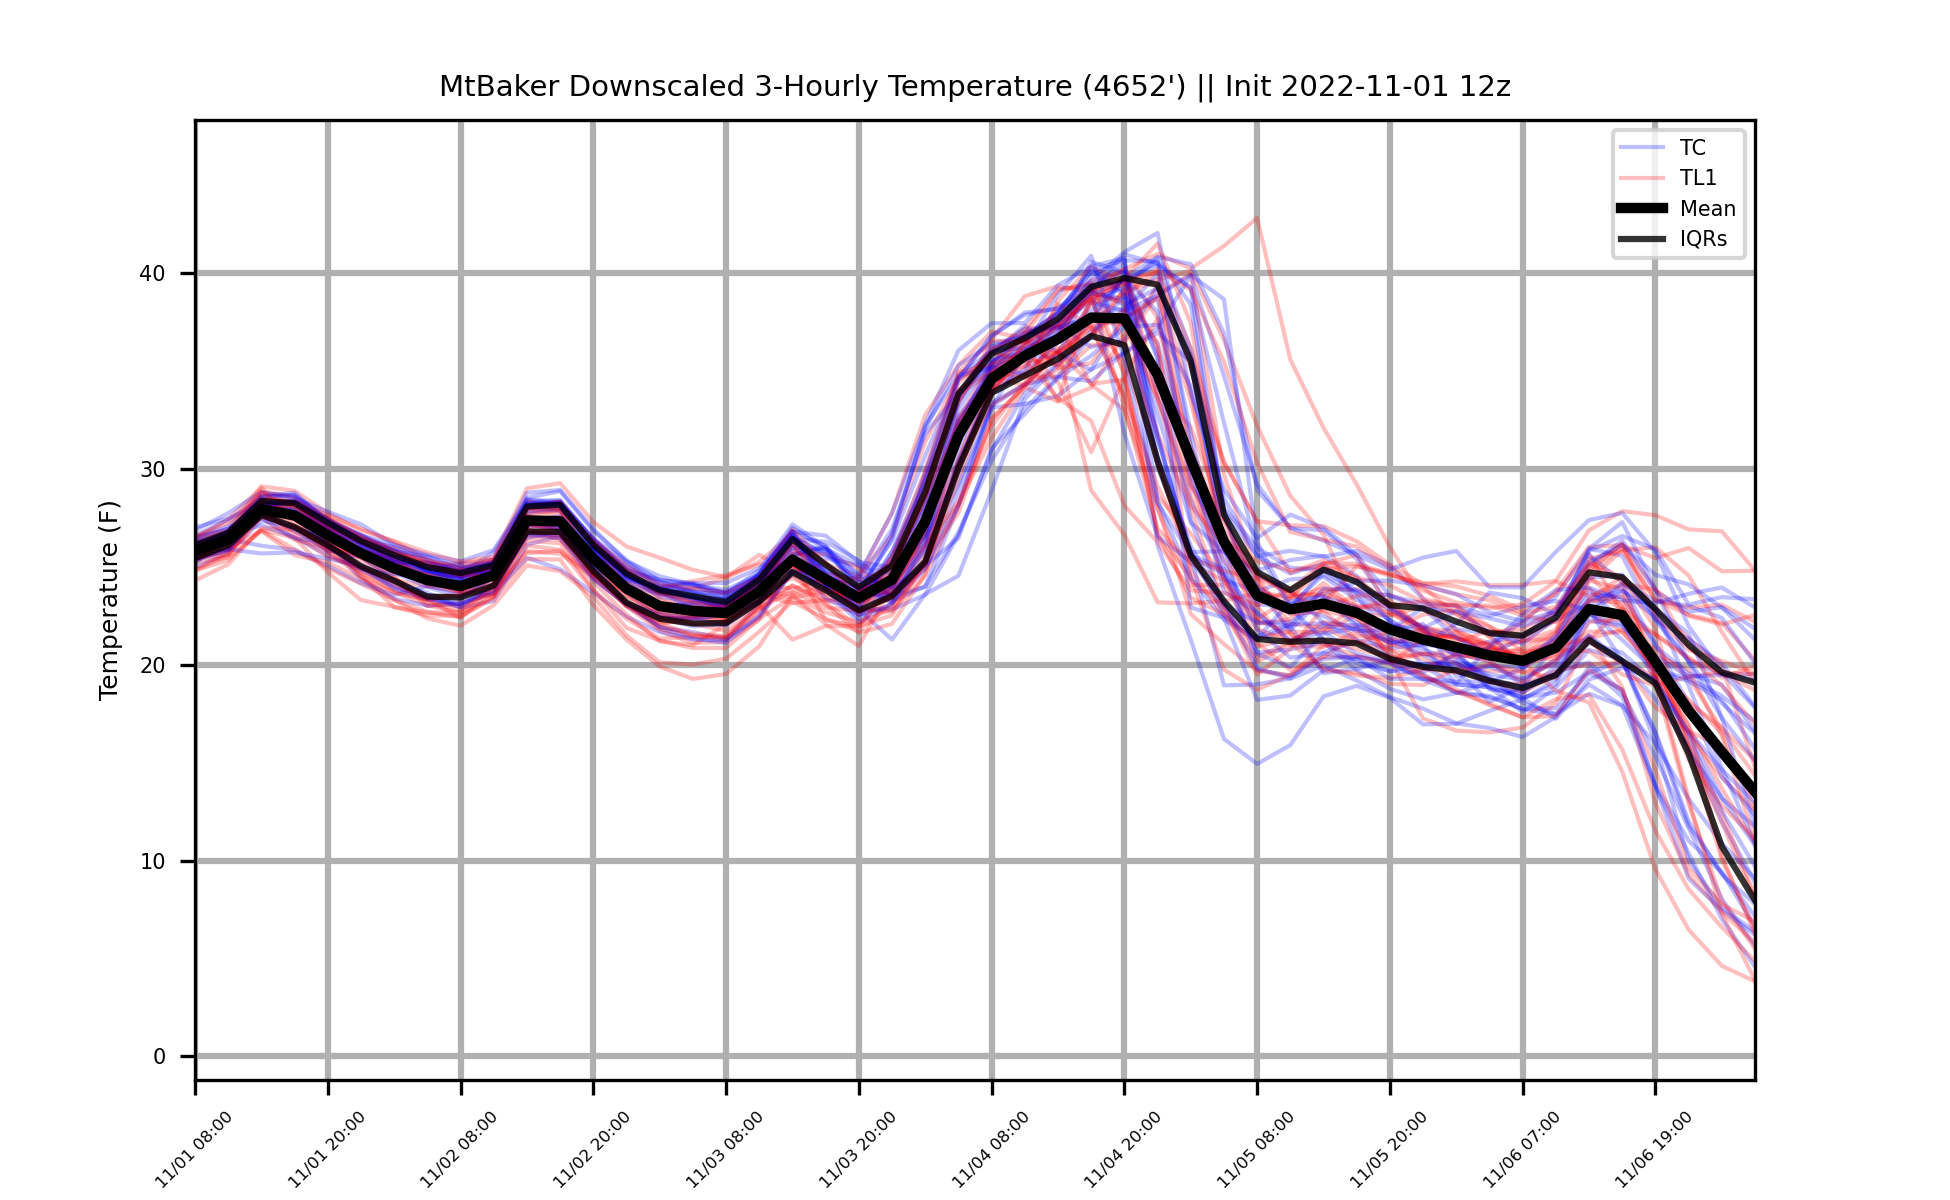 MtBaker Downscaled 3-Hourly Temperature (4652') || Init 2022-11-01 12z
TC
TL1
Mean
IQRs
Temperature (F)
40
30
20
10
0
11/01 08:00
11/01 20:00
11/02 08:00
11/02 20:00
11/03 08:00
11/03 20:00
11/04 08:00
11/04 20:00
11/05 08:00
11/05 20:00
11/06 07:00
11/06 19:00